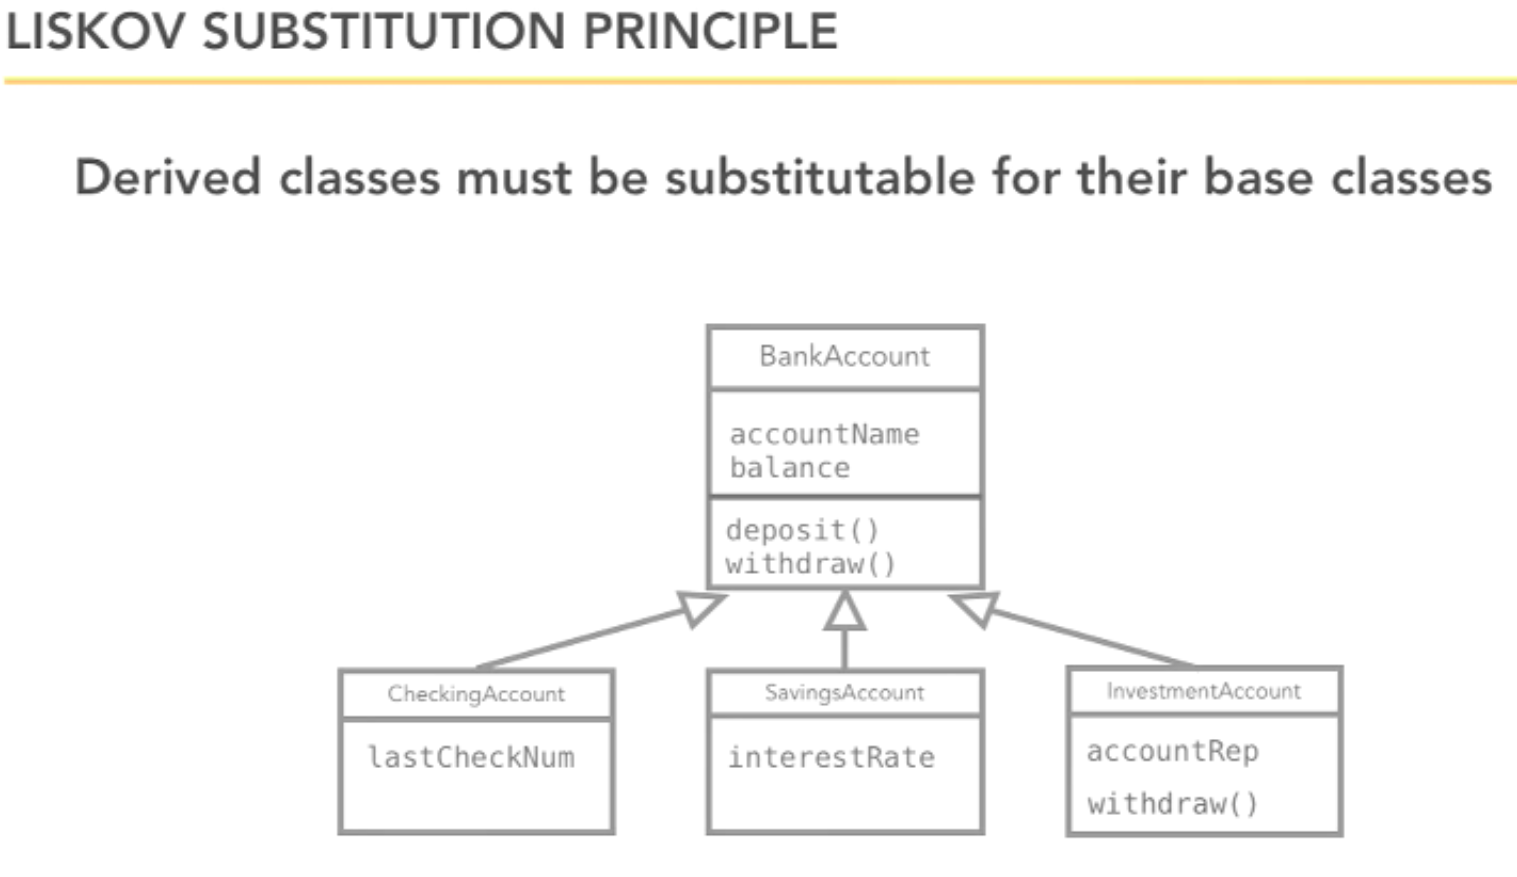 LISKOV SUBSTITUTION PRINCIPLE
Derived classes must be substitutable for their base classes
BankAccount
accountName
balance
deposit()
withdraw()
CheckingAccount
lastCheckNum
SavingsAccount
interestRate
InvestmentAccount
accountRep
withdraw()